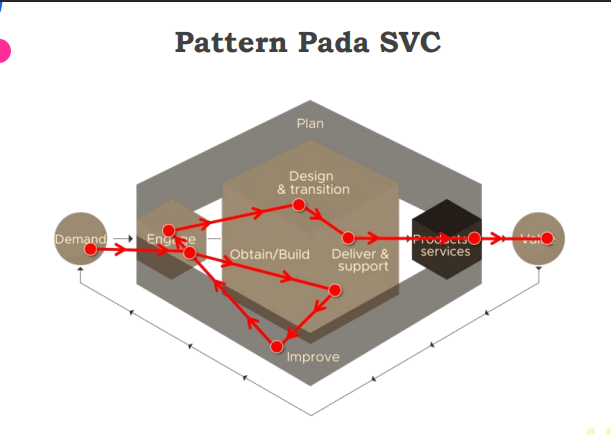 Pattern Pada SVC
Plan
Design
& transition
Demand
Engage
Obtain/Build
Deliver &
support
Products
services
Value
Improve